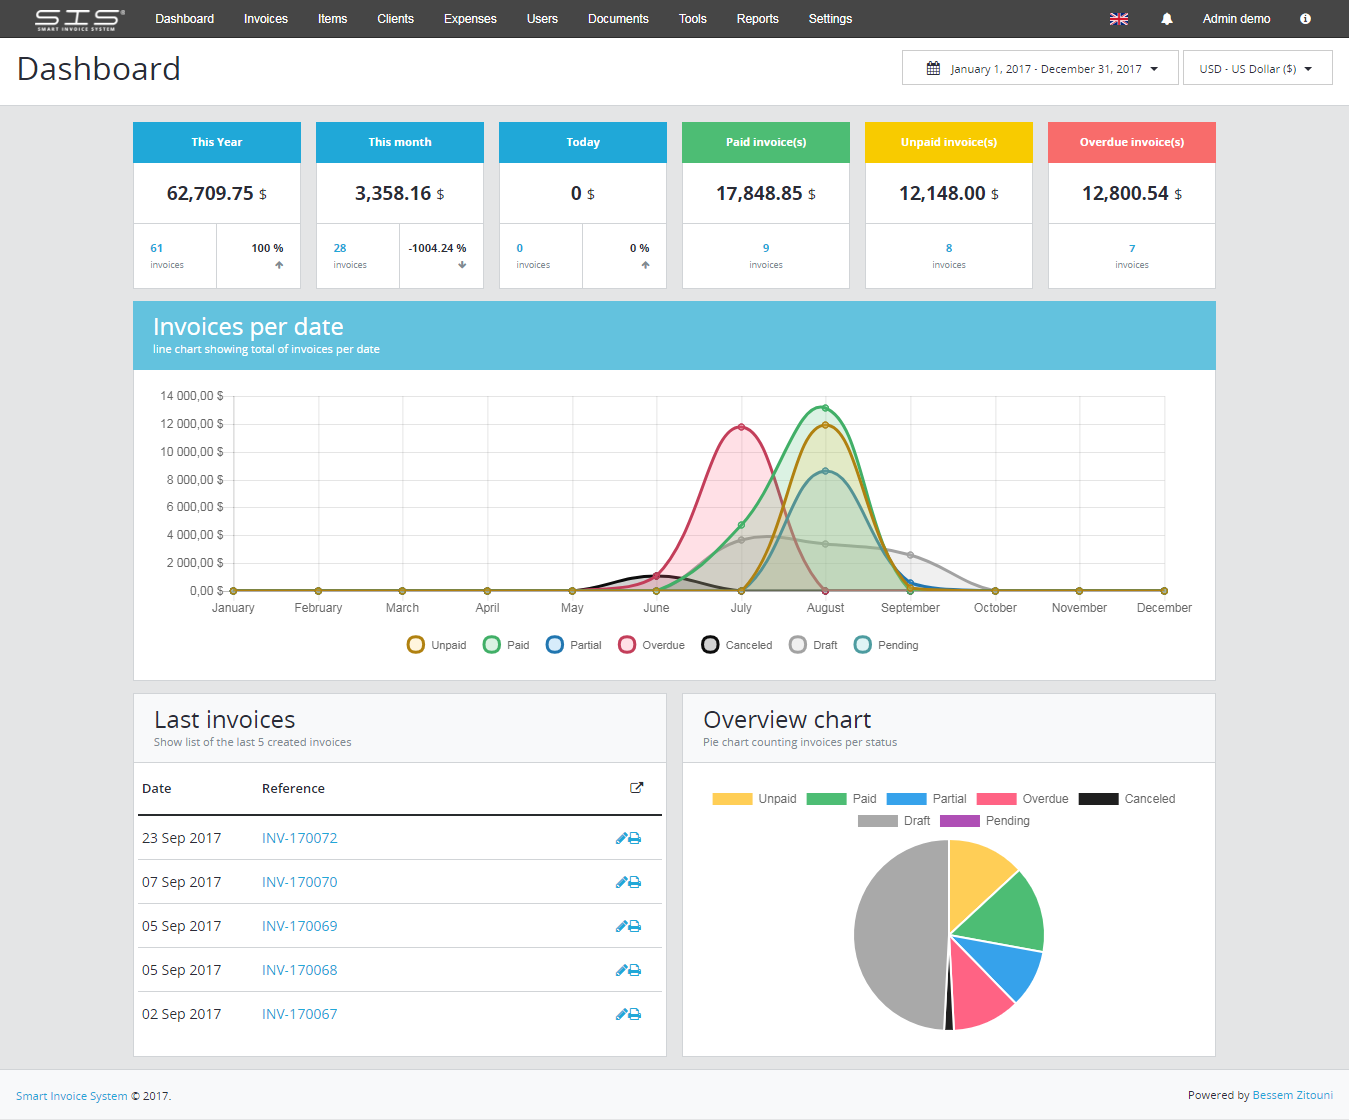 SIS®
SMART INVOICE SYSTEM
Dashboard Invoices Items Clients Expenses Users Documents Tools Reports Settings Admin demo
Dashboard
January 1, 2017 - December 31, 2017 USD - US Dollar ($)
This Year This month Today Paid invoice(s) Unpaid invoice(s) Overdue invoice(s)
62,709.75 $ 3,358.16 $ 0 $ 17,848.85 $ 12,148.00 $ 12,800.54 $
61 100 % 28 -1004.24 % 0 0 % 9 8 7
invoices invoices invoices invoices invoices invoices
Invoices per date
line chart showing total of invoices per date
14 000,00 $
12 000,00 $
10 000,00 $
8 000,00 $
6 000,00 $
4 000,00 $
2 000,00 $
0,00 $
January February March April May June July August September October November December
Unpaid Paid Partial Overdue Canceled Draft Pending
Last invoices
Show list of the last 5 created invoices
Date Reference
23 Sep 2017 INV-170072
07 Sep 2017 INV-170070
05 Sep 2017 INV-170069
05 Sep 2017 INV-170068
02 Sep 2017 INV-170067
Overview chart
Pie chart counting invoices per status
Unpaid Paid Partial Overdue Canceled
Draft Pending
Smart Invoice System © 2017.
Powered by Bessem Zitouni